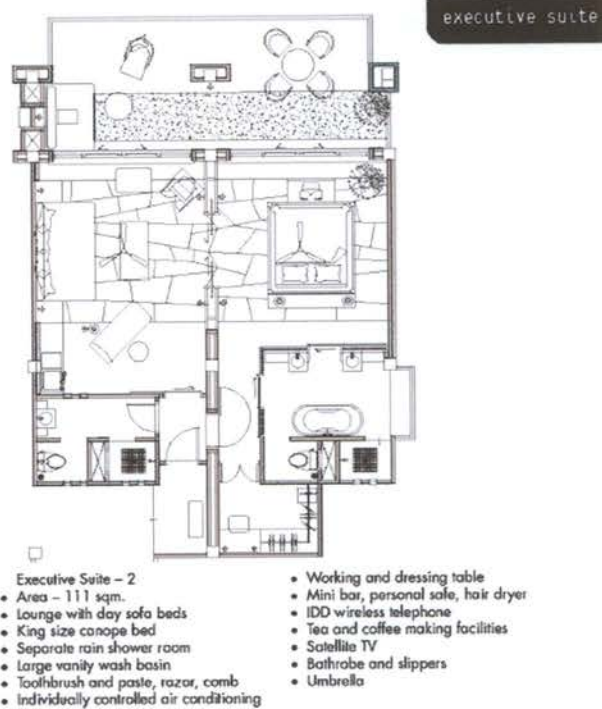 executive suite
Executive Suite – 2
• Area – 111 sqm.
• Lounge with day sofa beds
• King size canope bed
• Separate rain shower room
• Large vanity wash basin
• Toothbrush and paste, razor, comb
• Individually controlled air conditioning
• Working and dressing table
• Mini bar, personal safe, hair dryer
• IDD wireless telephone
• Tea and coffee making facilities
• Satellite TV
• Bathrobe and slippers
• Umbrella